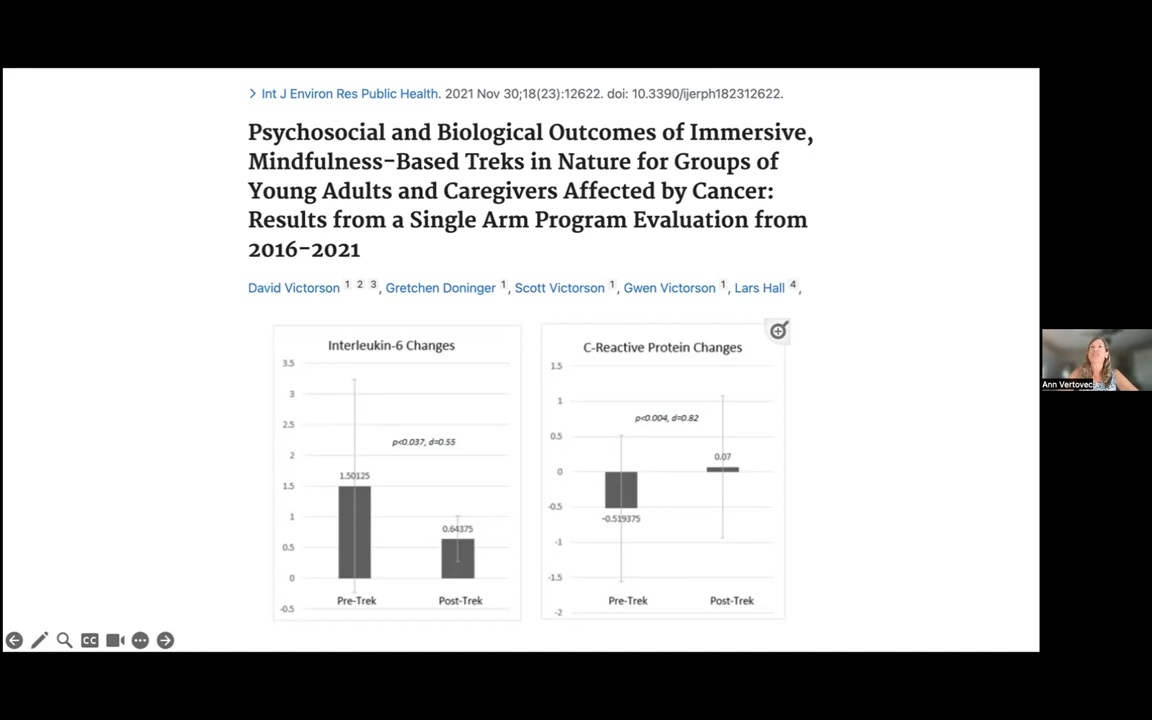 > Int J Environ Res Public Health. 2021 Nov 30;18(23):12622. doi: 10.3390/ijerph182312622.
Psychosocial and Biological Outcomes of Immersive,
Mindfulness-Based Treks in Nature for Groups of
Young Adults and Caregivers Affected by Cancer:
Results from a Single Arm Program Evaluation from
2016-2021
David Victorson 1 2 3, Gretchen Doninger 1, Scott Victorson 1, Gwen Victorson 1, Lars Hall 4,
Interleukin-6 Changes
3.5
3
2.5
p<0.037, d=0.55
2
1.50125
1.5
1
0.64375
0.5
0
Pre-Trek
Post-Trek
-0.5
C-Reactive Protein Changes
1.5
1
p<0.004, d=0.82
0.5
0.07
0
-0.5
-0.519375
-1
-1.5
Pre-Trek
Post-Trek
-2
Ann Vertovec
CC